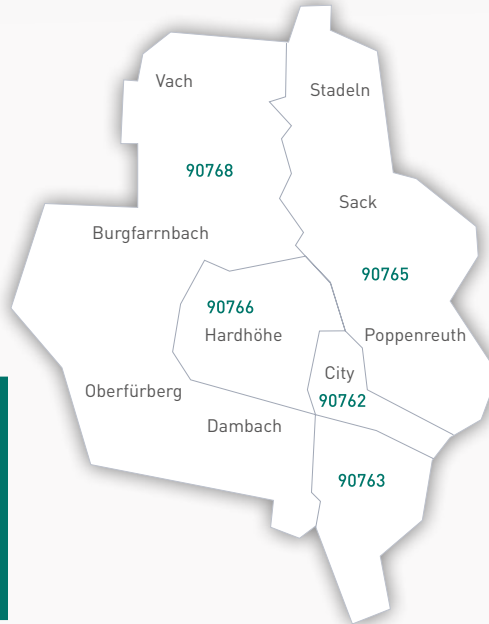 Vach
Stadeln
90768
Sack
Burgfarrnbach
90765
90766
Hardhöhe
Poppenreuth
City
Oberfürberg
90762
Dambach
90763